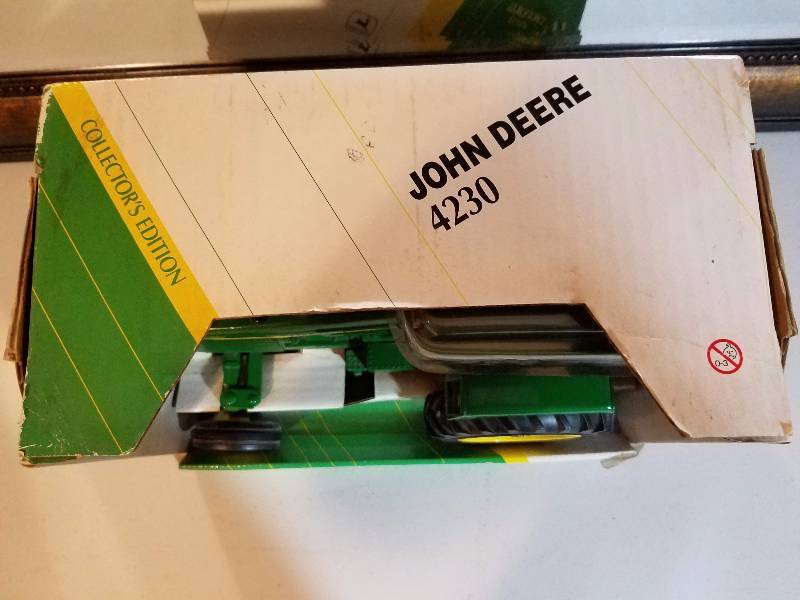 COLLECTOR'S EDITION
JOHN DEERE
4230
0-3